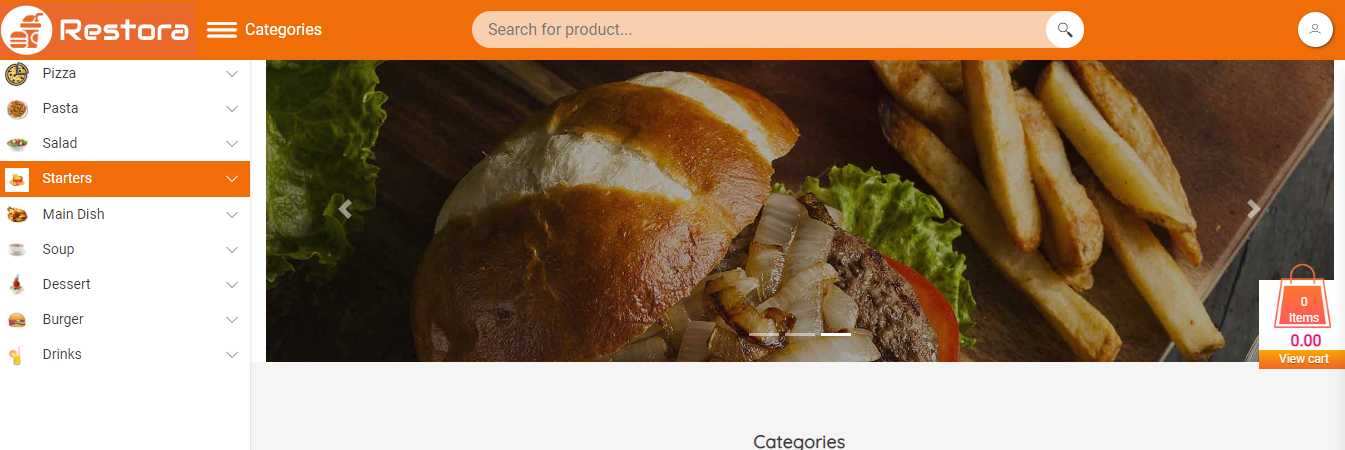 Restora
Categories
Search for product...
Pizza
Pasta
Salad
Starters
Main Dish
Soup
Dessert
Burger
Drinks
0
Items
0.00
View cart
Categories